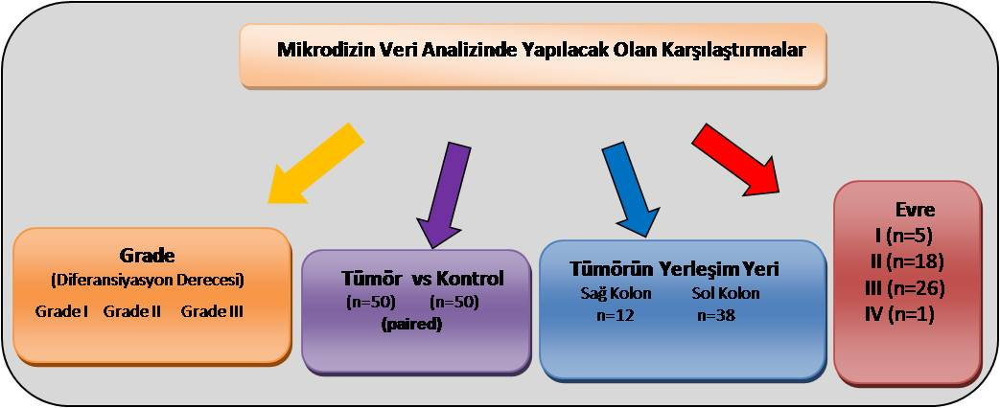 Mikrodizin Veri Analizinde Yapılacak Olan Karşılaştırmalar
Grade
(Diferansiyasyon Derecesi)
Grade I Grade II Grade III
Tümör vs Kontrol
(n=50) (n=50)
(paired)
Tümörün Yerleşim Yeri
Sağ Kolon Sol Kolon
n=12 n=38
Evre
I (n=5)
II (n=18)
III (n=26)
IV (n=1)